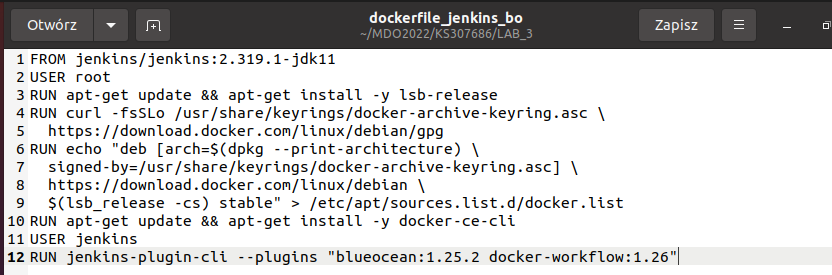 Otwórz
dockerfile_jenkins_bo
~/MDO2022/KS307686/LAB_3
Zapisz
1 FROM jenkins/jenkins:2.319.1-jdk11
2 USER root
3 RUN apt-get update && apt-get install -y lsb-release
4 RUN curl -fsSLo /usr/share/keyrings/docker-archive-keyring.asc \
5   https://download.docker.com/linux/debian/gpg
6 RUN echo "deb [arch=$(dpkg --print-architecture) \
7   signed-by=/usr/share/keyrings/docker-archive-keyring.asc] \
8   https://download.docker.com/linux/debian \
9   $(lsb_release -cs) stable" > /etc/apt/sources.list.d/docker.list
10 RUN apt-get update && apt-get install -y docker-ce-cli
11 USER jenkins
12 RUN jenkins-plugin-cli --plugins "blueocean:1.25.2 docker-workflow:1.26"